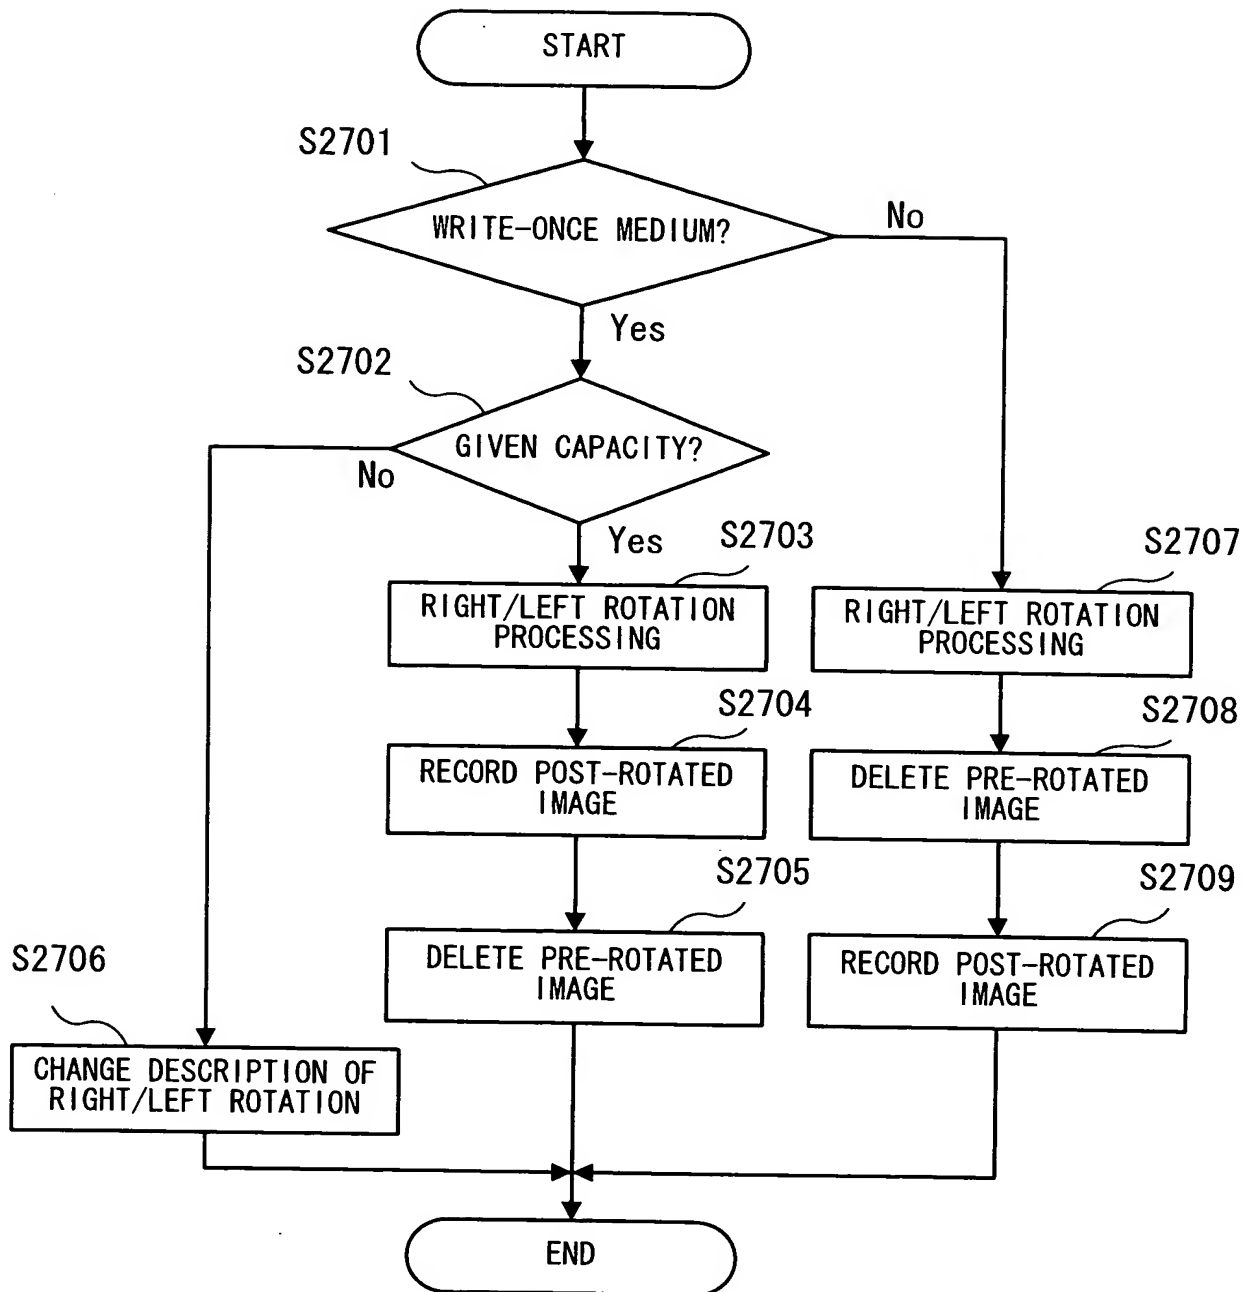 START
S2701
WRITE-ONCE MEDIUM?
No
Yes
S2702
GIVEN CAPACITY?
No
Yes
S2703
RIGHT/LEFT ROTATION
PROCESSING
S2707
RIGHT/LEFT ROTATION
PROCESSING
S2704
RECORD POST-ROTATED
IMAGE
S2708
DELETE PRE-ROTATED
IMAGE
S2705
DELETE PRE-ROTATED
IMAGE
S2709
RECORD POST-ROTATED
IMAGE
S2706
CHANGE DESCRIPTION OF
RIGHT/LEFT ROTATION
END